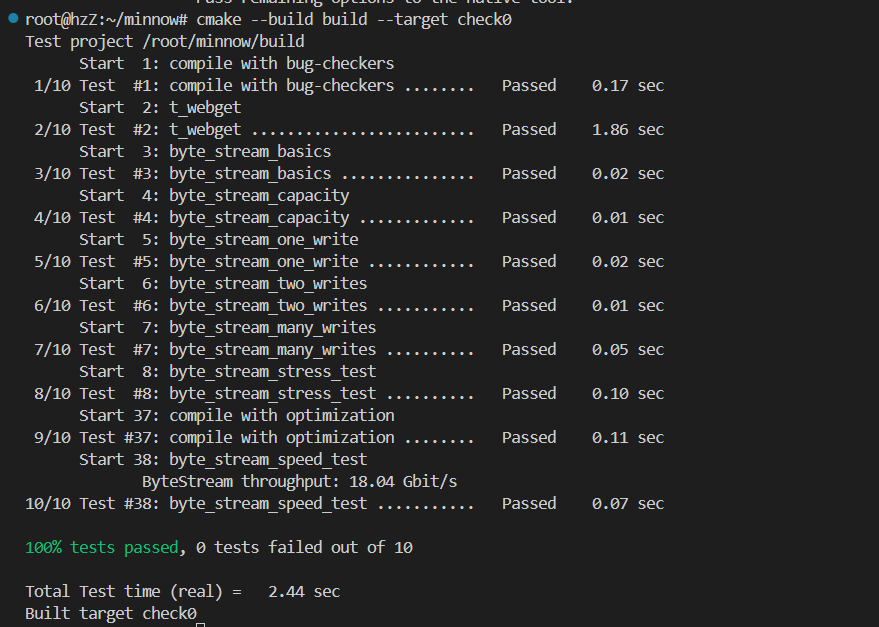 Pass remaining options to the native tool.
root@hzZ:~/minnow# cmake --build build --target check0
Test project /root/minnow/build
      Start  1: compile with bug-checkers
 1/10 Test  #1: compile with bug-checkers ........   Passed    0.17 sec
      Start  2: t_webget
 2/10 Test  #2: t_webget .........................   Passed    1.86 sec
      Start  3: byte_stream_basics
 3/10 Test  #3: byte_stream_basics ...............   Passed    0.02 sec
      Start  4: byte_stream_capacity
 4/10 Test  #4: byte_stream_capacity .............   Passed    0.01 sec
      Start  5: byte_stream_one_write
 5/10 Test  #5: byte_stream_one_write ............   Passed    0.02 sec
      Start  6: byte_stream_two_writes
 6/10 Test  #6: byte_stream_two_writes ...........   Passed    0.01 sec
      Start  7: byte_stream_many_writes
 7/10 Test  #7: byte_stream_many_writes ..........   Passed    0.05 sec
      Start  8: byte_stream_stress_test
 8/10 Test  #8: byte_stream_stress_test ..........   Passed    0.10 sec
      Start 37: compile with optimization
 9/10 Test #37: compile with optimization ........   Passed    0.11 sec
      Start 38: byte_stream_speed_test
             ByteStream throughput: 18.04 Gbit/s
10/10 Test #38: byte_stream_speed_test ...........   Passed    0.07 sec
100% tests passed, 0 tests failed out of 10
Total Test time (real) =   2.44 sec
Built target check0